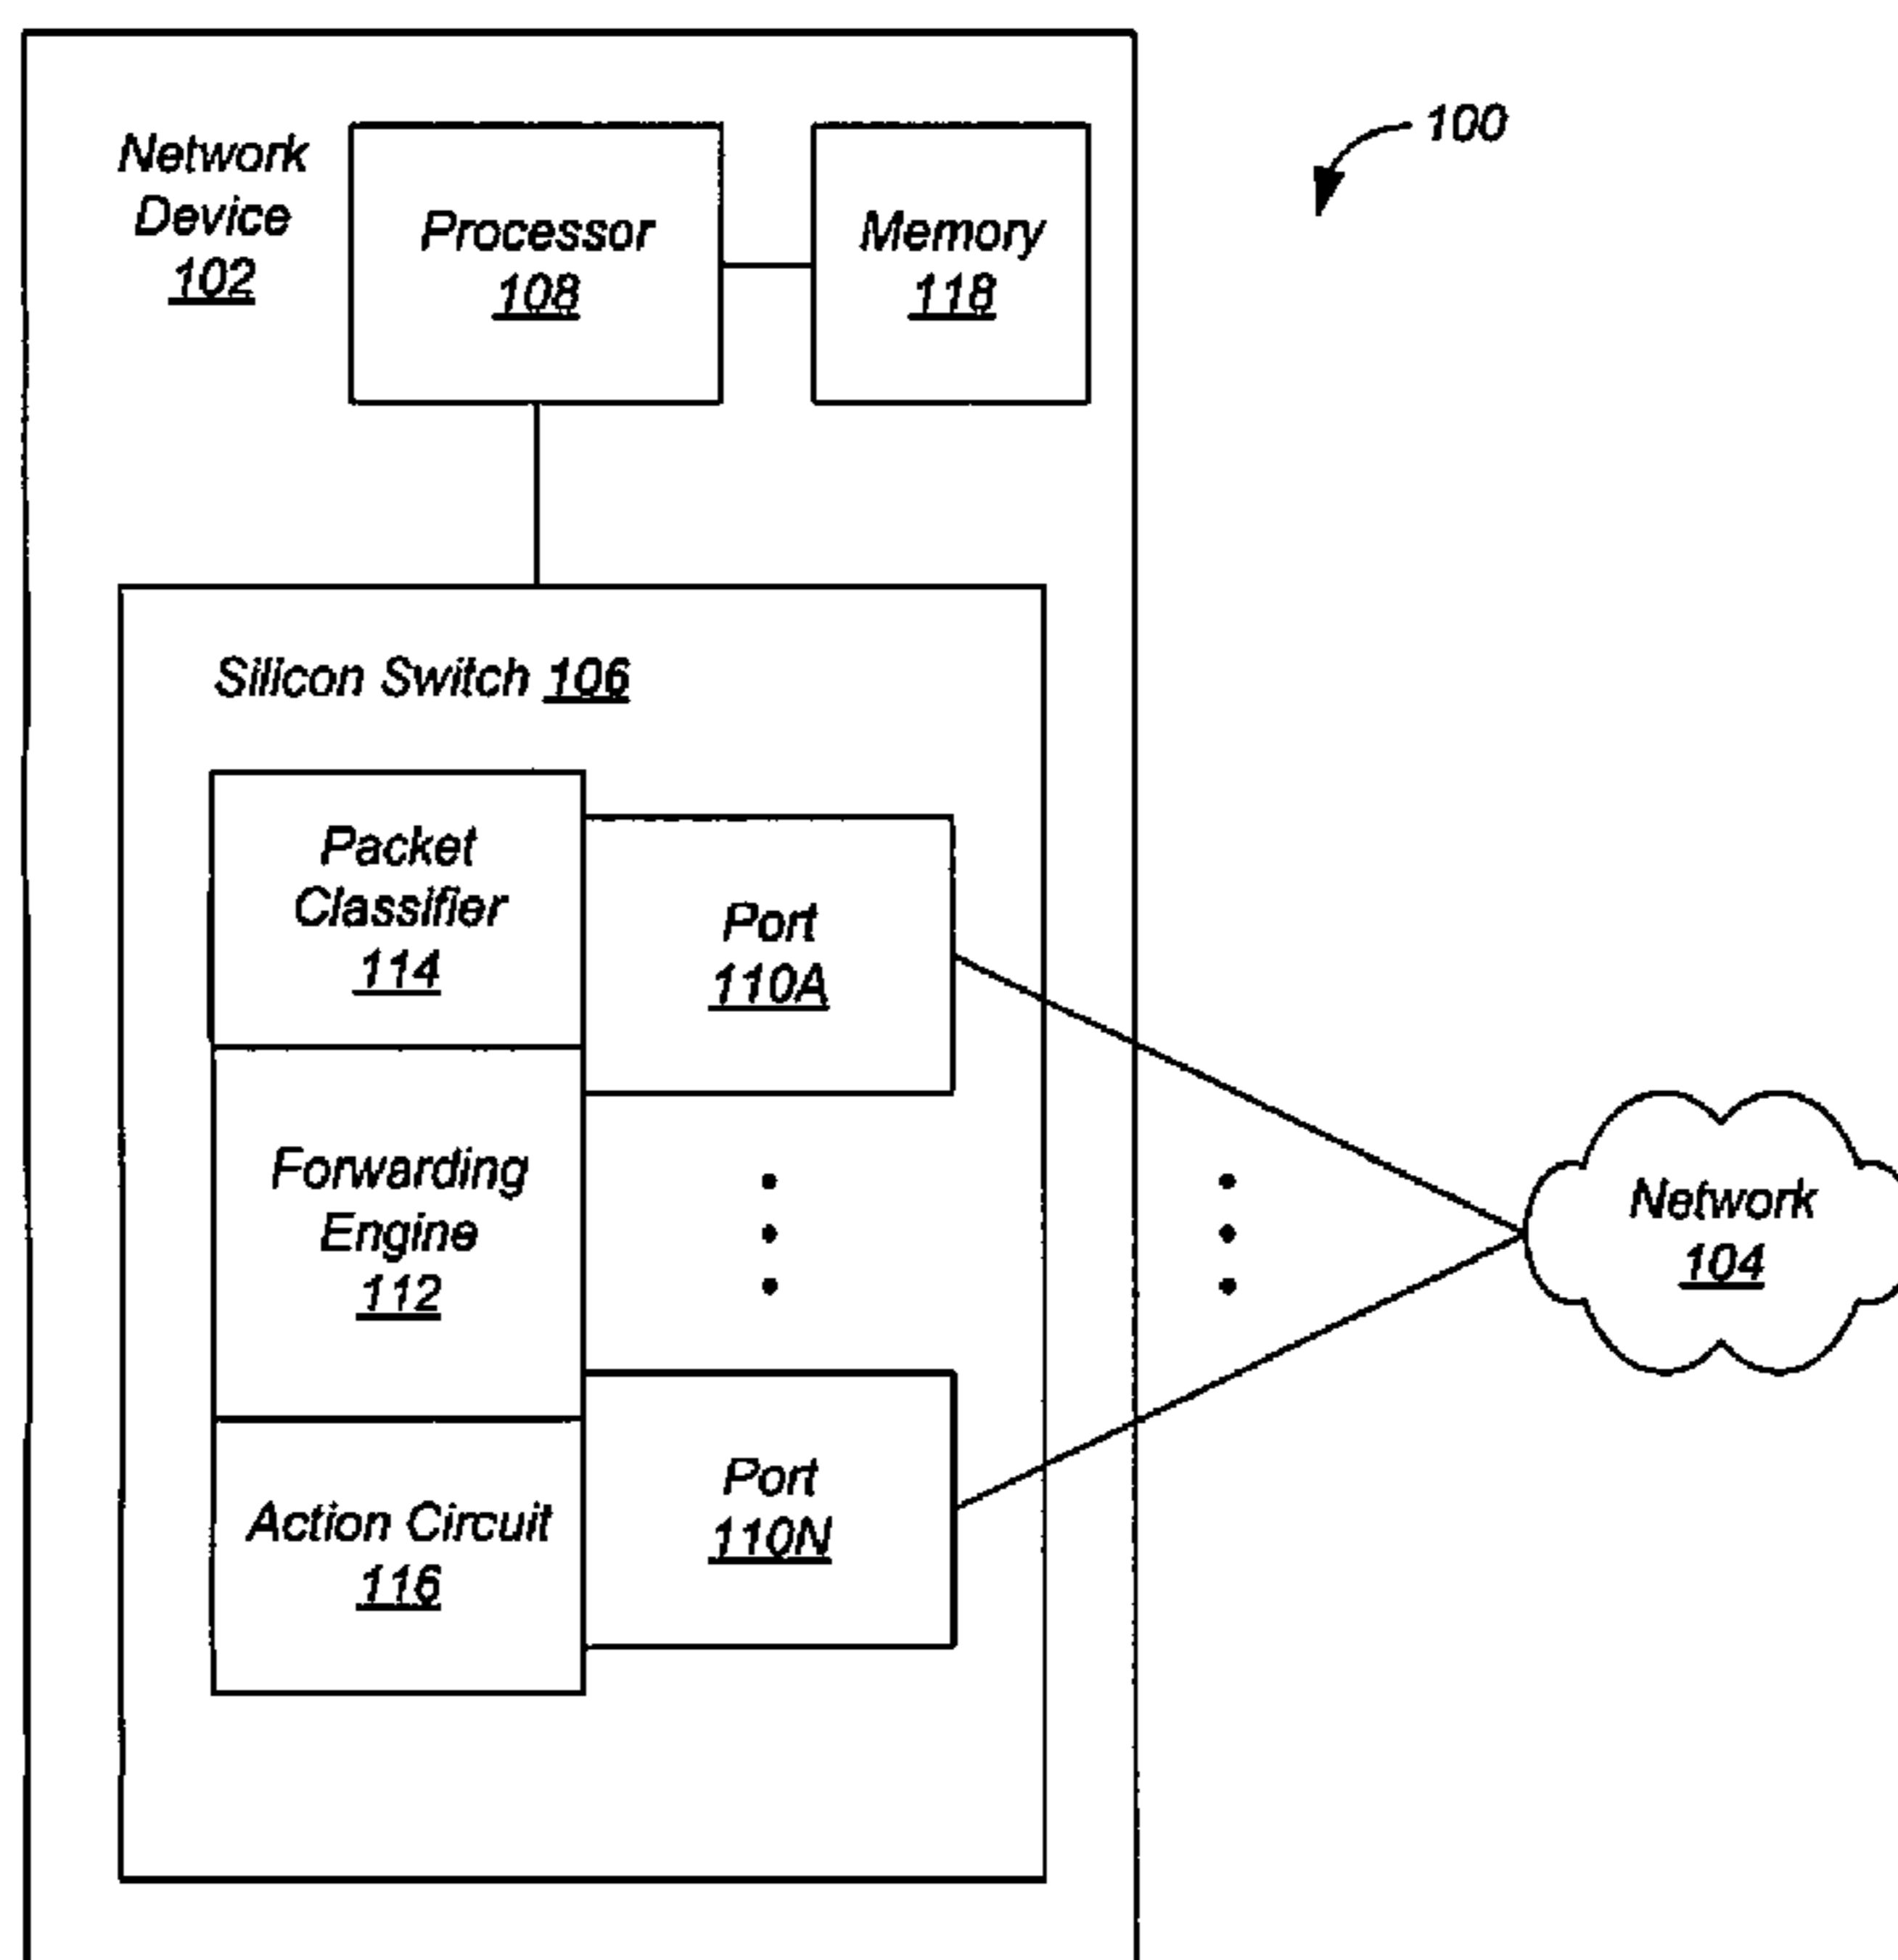 Network
Device
102
Processor
108
Memory
118
100
Silicon Switch 106
Packet
Classifier
114
Port
110A
Forwarding
Engine
112
Network
104
Action Circuit
116
Port
110N